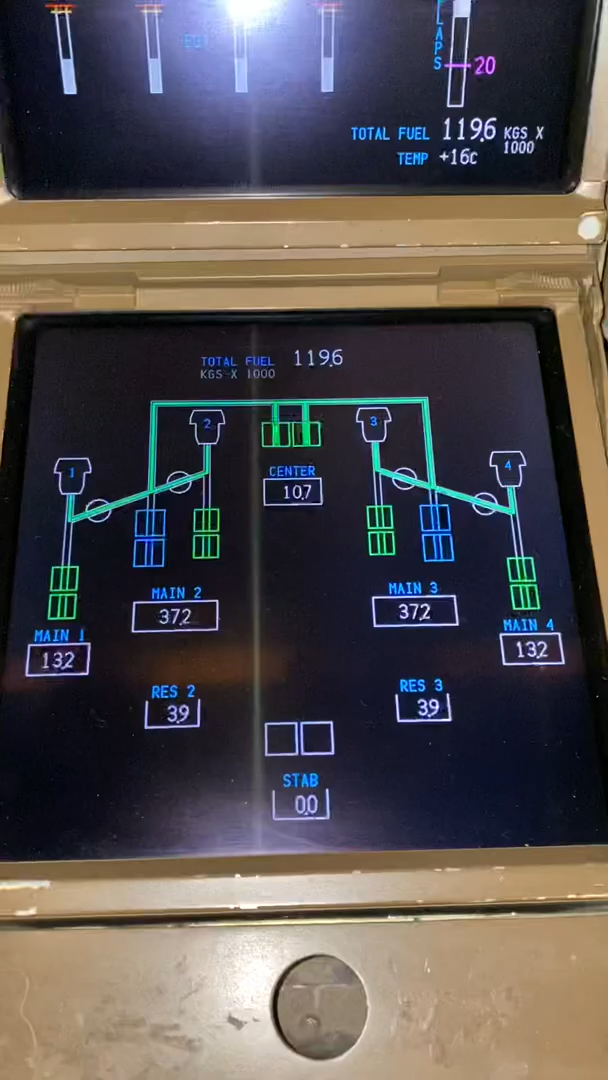 FLAPS
20
TOTAL FUEL 119.6 KGS X
1000
TEMP +16c
TOTAL FUEL 119.6
KGS X 1000
2
3
1
4
CENTER
10.7
MAIN 2
37.2
MAIN 3
37.2
MAIN 1
13.2
MAIN 4
13.2
RES 2
3.9
RES 3
3.9
STAB
0.0